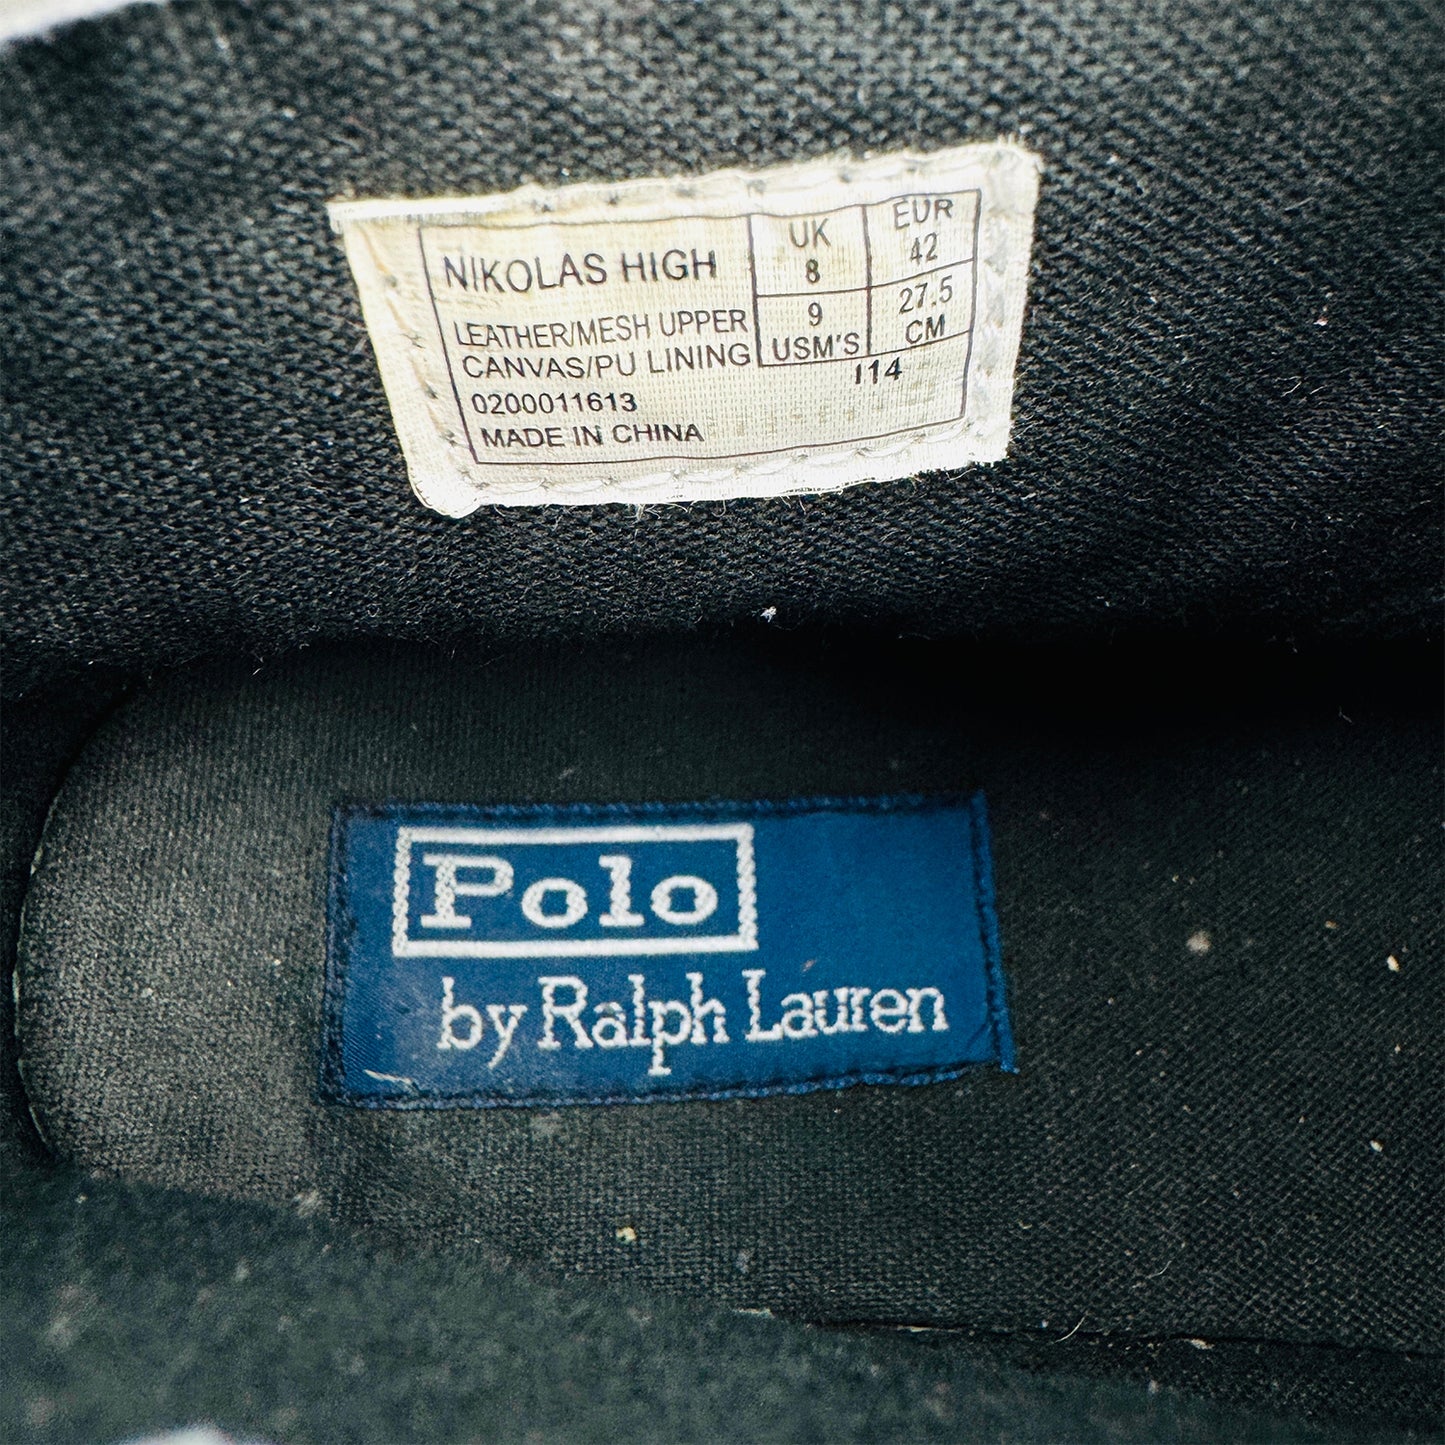 NIKOLAS HIGH
LEATHER/MESH UPPER
CANVAS/PU LINING
0200011613
MADE IN CHINA
UK
8
EUR
42
9
USM'S
27.5
CM
114
Polo
by Ralph Lauren